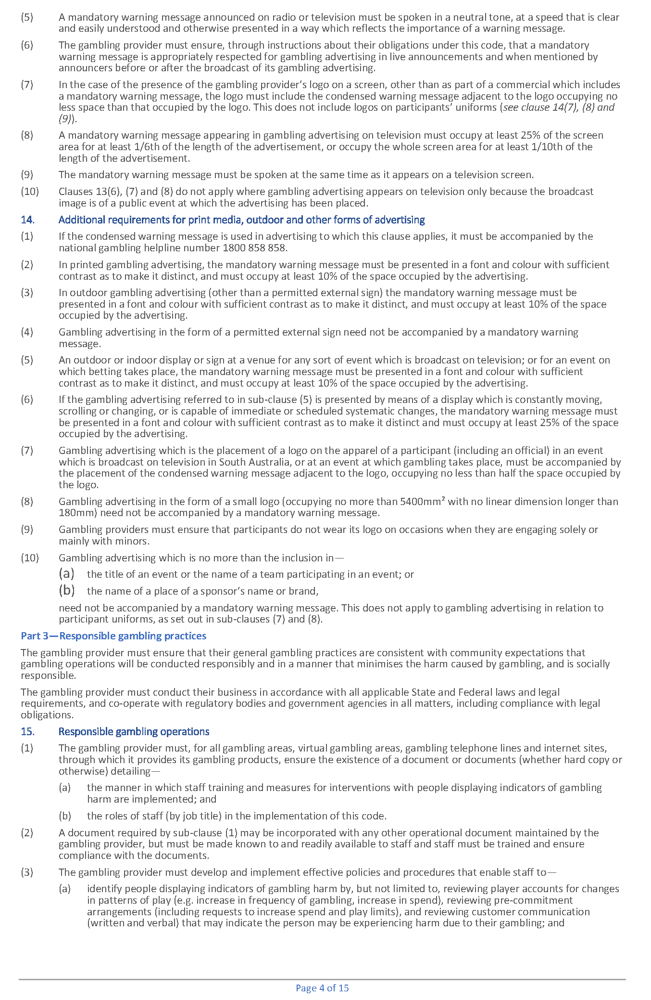 (5) A mandatory warning message announced on radio or television must be spoken in a neutral tone, at a speed that is clear
and easily understood and otherwise presented in a way which reflects the importance of a warning message.
(6) The gambling provider must ensure, through instructions about their obligations under this code, that a mandatory
warning message is appropriately respected for gambling advertising in live announcements and when mentioned by
announcers before or after the broadcast of its gambling advertising.
(7) In the case of the presence of the gambling provider’s logo on a screen, other than as part of a commercial which includes
a mandatory warning message, the logo must include the condensed warning message adjacent to the logo occupying no
less space than that occupied by the logo. This does not include logos on participants’ uniforms (see clause 14(7), (8) and
(9)).
(8) A mandatory warning message appearing in gambling advertising on television must occupy at least 25% of the screen
area for at least 1/6th of the length of the advertisement, or occupy the whole screen area for at least 1/10th of the
length of the advertisement.
(9) The mandatory warning message must be spoken at the same time as it appears on a television screen.
(10) Clauses 13(6), (7) and (8) do not apply where gambling advertising appears on television only because the broadcast
image is of a public event at which the advertising has been placed.
14. Additional requirements for print media, outdoor and other forms of advertising
(1) If the condensed warning message is used in advertising to which this clause applies, it must be accompanied by the
national gambling helpline number 1800 858 858.
(2) In printed gambling advertising, the mandatory warning message must be presented in a font and colour with sufficient
contrast as to make it distinct, and must occupy at least 10% of the space occupied by the advertising.
(3) In outdoor gambling advertising (other than a permitted external sign) the mandatory warning message must be
presented in a font and colour with sufficient contrast as to make it distinct, and must occupy at least 10% of the space
occupied by the advertising.
(4) Gambling advertising in the form of a permitted external sign need not be accompanied by a mandatory warning
message.
(5) An outdoor or indoor display or sign at a venue for any sort of event which is broadcast on television; or for an event on
which betting takes place, the mandatory warning message must be presented in a font and colour with sufficient
contrast as to make it distinct, and must occupy at least 10% of the space occupied by the advertising.
(6) If the gambling advertising referred to in sub-clause (5) is presented by means of a display which is constantly moving,
scrolling or changing, or is capable of immediate or scheduled systematic changes, the mandatory warning message must
be presented in a font and colour with sufficient contrast as to make it distinct and must occupy at least 25% of the space
occupied by the advertising.
(7) Gambling advertising which is the placement of a logo on the apparel of a participant (including an official) in an event
which is broadcast on television in South Australia, or at an event at which gambling takes place, must be accompanied by
the placement of the condensed warning message adjacent to the logo, occupying no less than half the space occupied by
the logo.
(8) Gambling advertising in the form of a small logo (occupying no more than 5400mm² with no linear dimension longer than
180mm) need not be accompanied by a mandatory warning message.
(9) Gambling providers must ensure that participants do not wear its logo on occasions when they are engaging solely or
mainly with minors.
(10) Gambling advertising which is no more than the inclusion in—
(a) the title of an event or the name of a team participating in an event; or
(b) the name of a place of a sponsor’s name or brand,
need not be accompanied by a mandatory warning message. This does not apply to gambling advertising in relation to
participant uniforms, as set out in sub-clauses (7) and (8).
Part 3—Responsible gambling practices
The gambling provider must ensure that their general gambling practices are consistent with community expectations that
gambling operations will be conducted responsibly and in a manner that minimises the harm caused by gambling, and is socially
responsible.
The gambling provider must conduct their business in accordance with all applicable State and Federal laws and legal
requirements, and co-operate with regulatory bodies and government agencies in all matters, including compliance with legal
obligations.
15. Responsible gambling operations
(1) The gambling provider must, for all gambling areas, virtual gambling areas, gambling telephone lines and internet sites,
through which it provides its gambling products, ensure the existence of a document or documents (whether hard copy or
otherwise) detailing—
(a) the manner in which staff training and measures for interventions with people displaying indicators of gambling
harm are implemented; and
(b) the roles of staff (by job title) in the implementation of this code.
(2) A document required by sub-clause (1) may be incorporated with any other operational document maintained by the
gambling provider, but must be made known to and readily available to staff and staff must be trained and ensure
compliance with the documents.
(3) The gambling provider must develop and implement effective policies and procedures that enable staff to—
(a) identify people displaying indicators of gambling harm by, but not limited to, reviewing player accounts for changes
in patterns of play (e.g. increase in frequency of gambling, increase in spend), reviewing pre-commitment
arrangements (including requests to increase spend and play limits), and reviewing customer communication
(written and verbal) that may indicate the person may be experiencing harm due to their gambling; and
Page 4 of 15